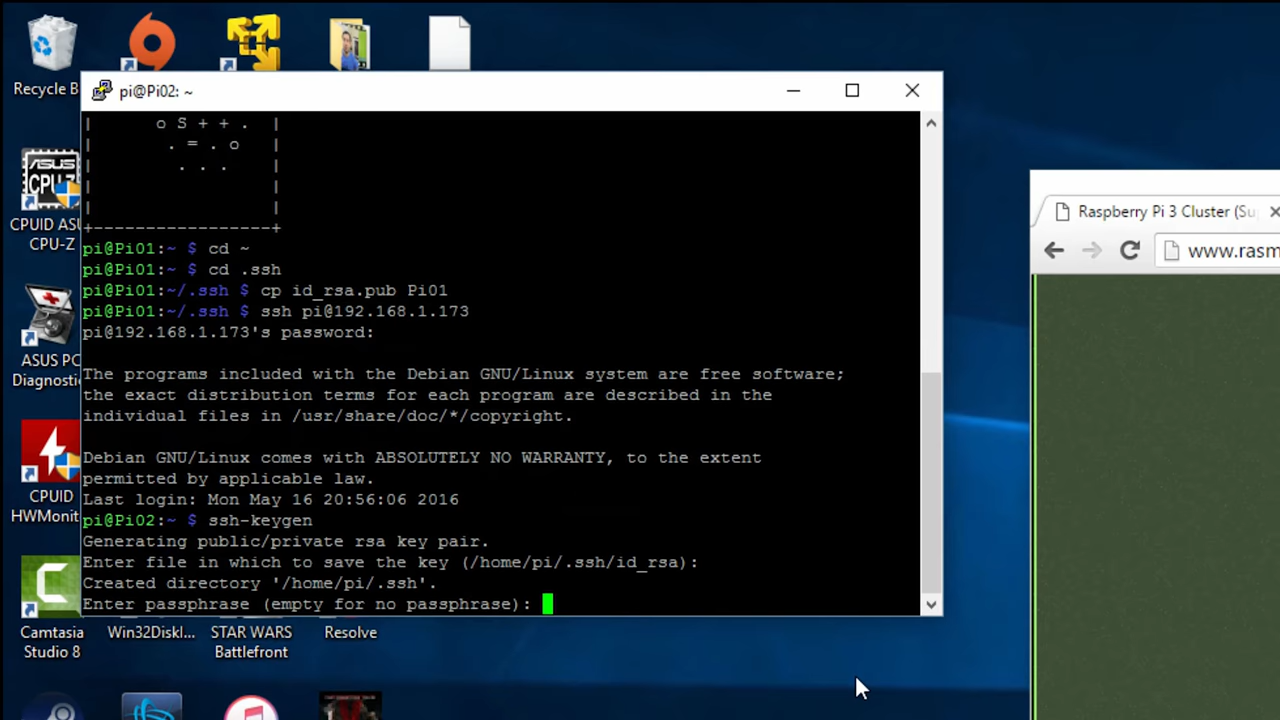 Recycle B
pi@Pi02: ~
|       o S + + .  |
|        . = . o   |
|         . . .    |
|                  |
|                  |
+-----------------+
pi@Pi01:~ $ cd ~
pi@Pi01:~ $ cd .ssh
pi@Pi01:~/.ssh $ cp id_rsa.pub Pi01
pi@Pi01:~/.ssh $ ssh pi@192.168.1.173
pi@192.168.1.173's password:
The programs included with the Debian GNU/Linux system are free software;
the exact distribution terms for each program are described in the
individual files in /usr/share/doc/*/copyright.
Debian GNU/Linux comes with ABSOLUTELY NO WARRANTY, to the extent
permitted by applicable law.
Last login: Mon May 16 20:56:06 2016
pi@Pi02:~ $ ssh-keygen
Generating public/private rsa key pair.
Enter file in which to save the key (/home/pi/.ssh/id_rsa):
Created directory '/home/pi/.ssh'.
Enter passphrase (empty for no passphrase):
ASUS
CPU-Z
CPUID ASU
CPU-Z
ASUS PC
Diagnostic
CPUID
HWMonit
Camtasia
Studio 8
Win32DiskI...
STAR WARS
Battlefront
Resolve
Raspberry Pi 3 Cluster (Su
www.rasm